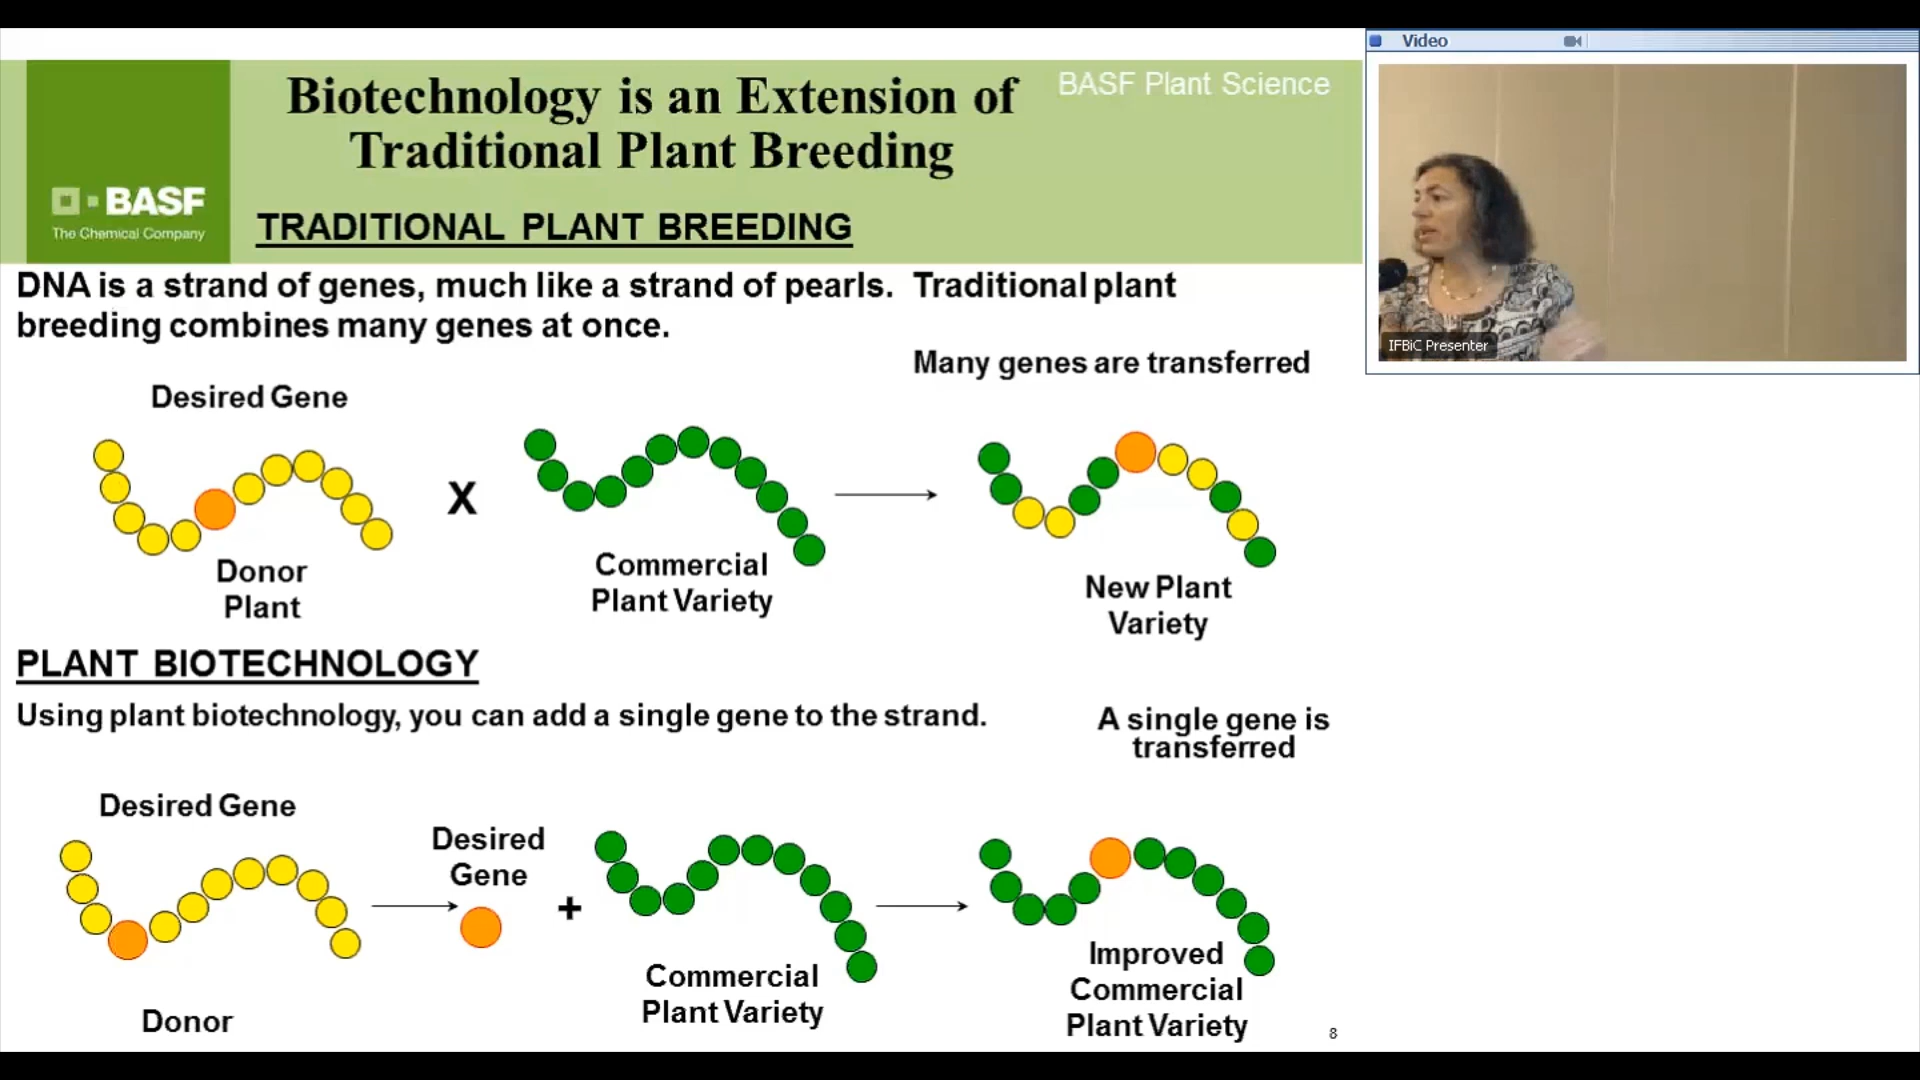 Biotechnology is an Extension of
Traditional Plant Breeding
BASF Plant Science
BASF
The Chemical Company
TRADITIONAL PLANT BREEDING
DNA is a strand of genes, much like a strand of pearls. Traditional plant
breeding combines many genes at once.
Many genes are transferred
Desired Gene
X
Donor
Plant
Commercial
Plant Variety
New Plant
Variety
PLANT BIOTECHNOLOGY
Using plant biotechnology, you can add a single gene to the strand.
A single gene is
transferred
Desired Gene
Desired
Gene
+
Donor
Commercial
Plant Variety
Improved
Commercial
Plant Variety
8
Video
IFBiC Presenter